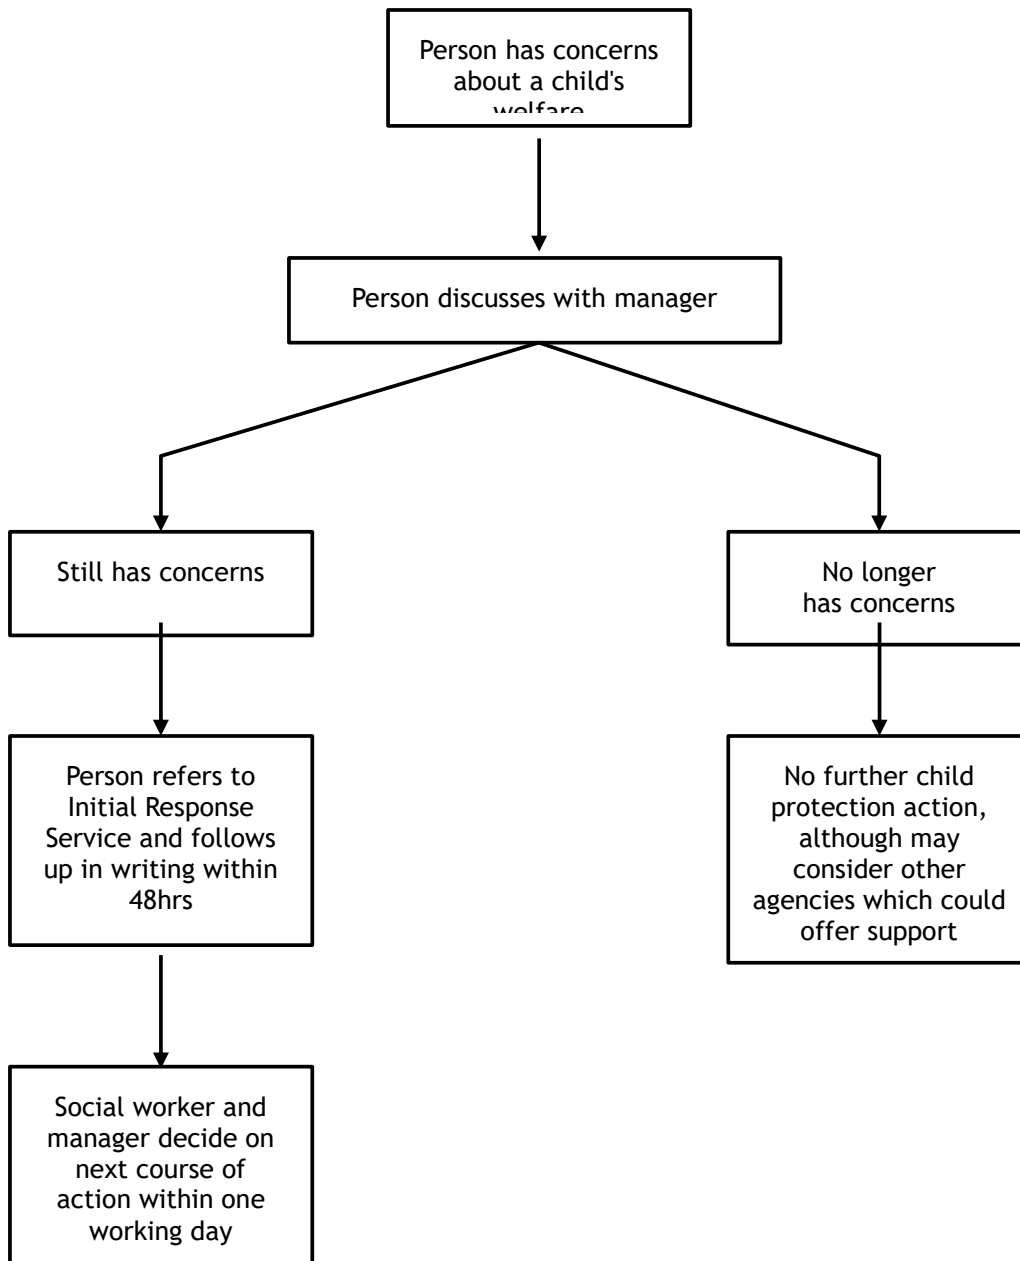 Person has concerns
about a child's
welfare
Person discusses with manager
Still has concerns
No longer
has concerns
Person refers to
Initial Response
Service and follows
up in writing within
48hrs
No further child
protection action,
although may
consider other
agencies which could
offer support
Social worker and
manager decide on
next course of
action within one
working day